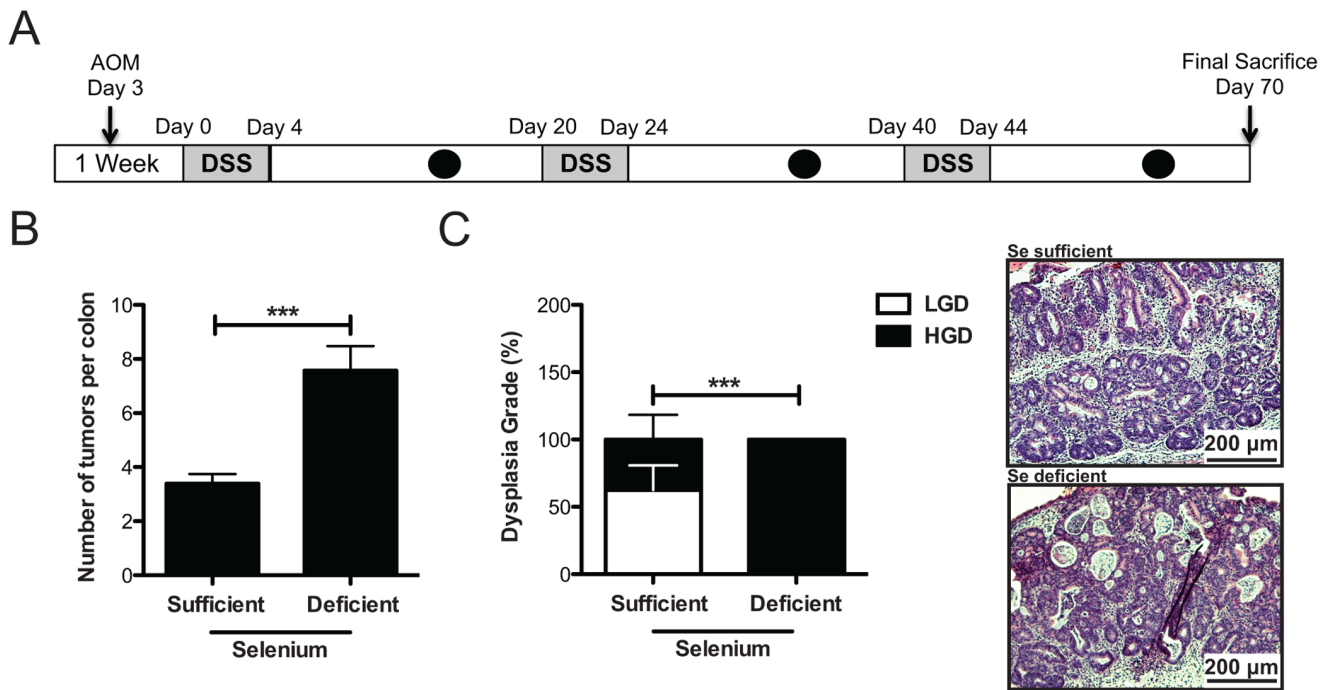 A
AOM
Day 3
Final Sacrifice
Day 70
Day 0
Day 4
Day 20
Day 24
Day 40
Day 44
1 Week
DSS
DSS
DSS
B
Number of tumors per colon
10
8
6
4
2
0
***
Sufficient
Deficient
Selenium
C
Dysplasia Grade (%)
200
150
100
50
0
***
Sufficient
Deficient
Selenium
LGD
HGD
Se sufficient
200 µm
Se deficient
200 µm